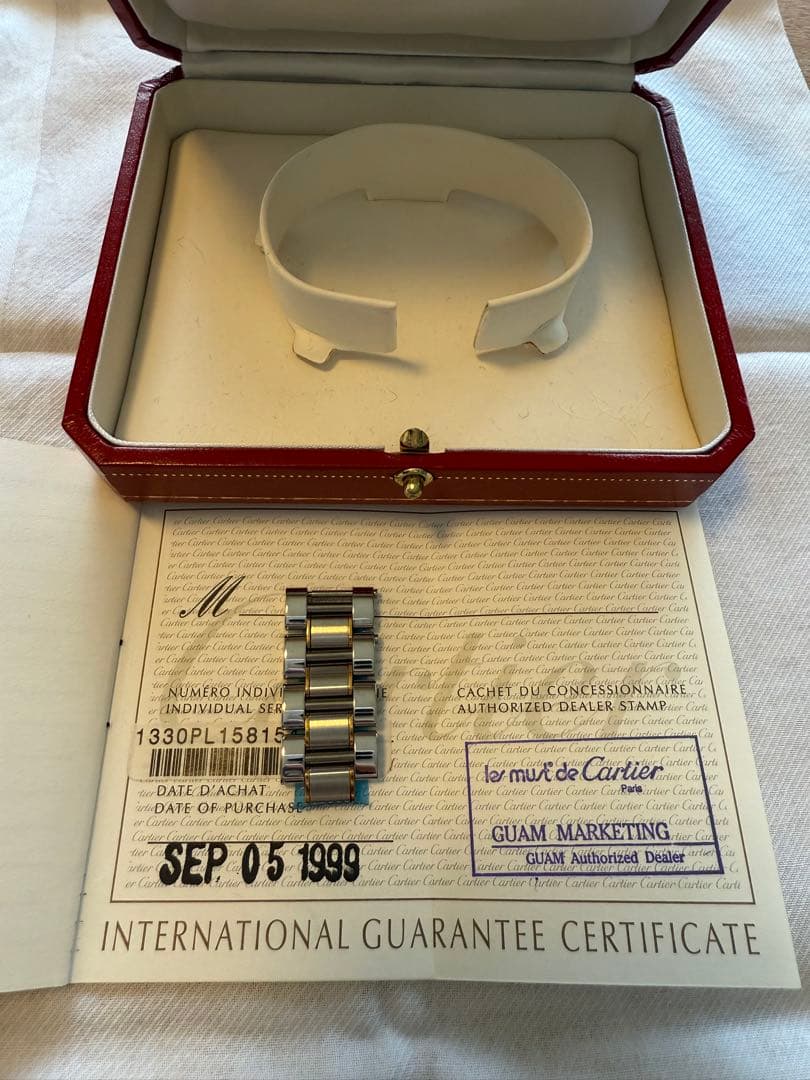 M
NUMÉRO INDIVI
INDIVIDUAL SER
1330PL15815
DATE D'ACHAT
DATE OF PURCHASE
SEP 05 1999
CACHET DU CONCESSIONNAIRE
AUTHORIZED DEALER STAMP
les must de Cartier
Paris
GUAM MARKETING
GUAM Authorized Dealer
INTERNATIONAL GUARANTEE CERTIFICATE